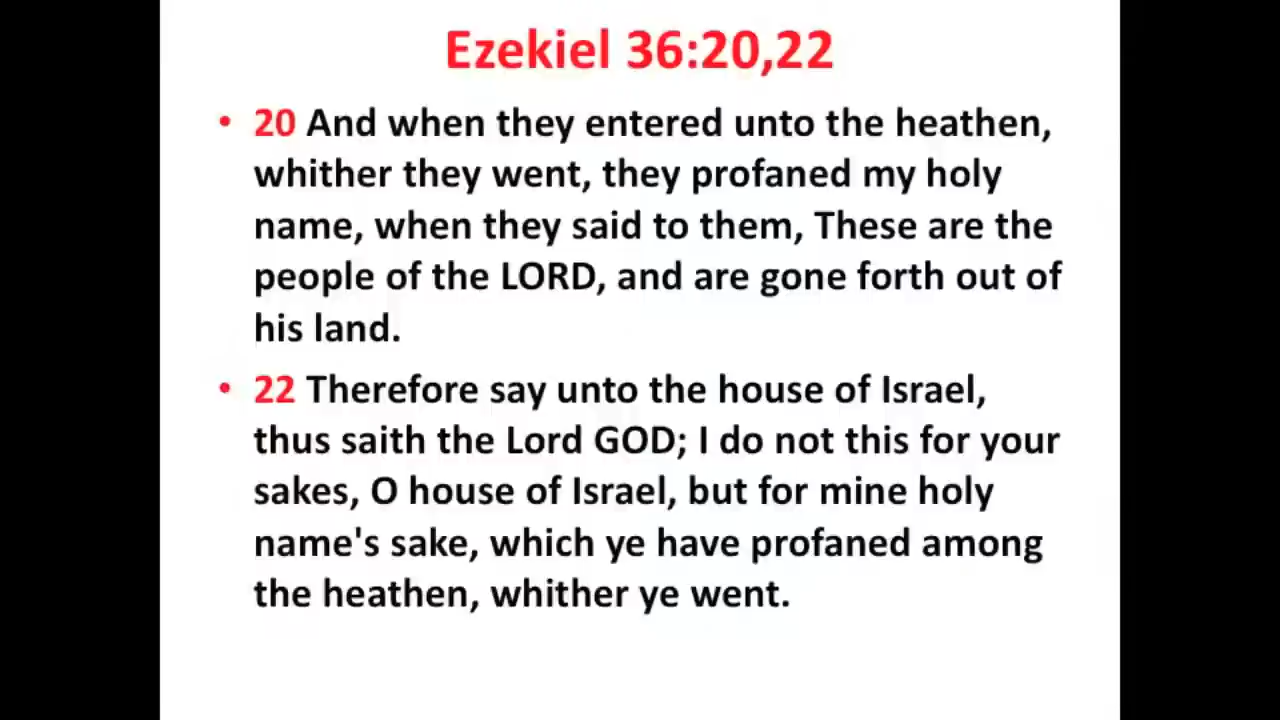 Ezekiel 36:20,22
• 20 And when they entered unto the heathen,
whither they went, they profaned my holy
name, when they said to them, These are the
people of the LORD, and are gone forth out of
his land.
• 22 Therefore say unto the house of Israel,
thus saith the Lord GOD; I do not this for your
sakes, O house of Israel, but for mine holy
name's sake, which ye have profaned among
the heathen, whither ye went.